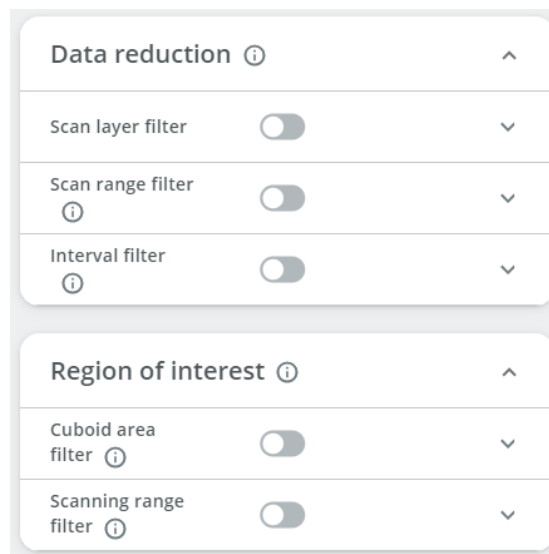 Data reduction
Scan layer filter
Scan range filter
Interval filter
Region of interest
Cuboid area
filter
Scanning range
filter